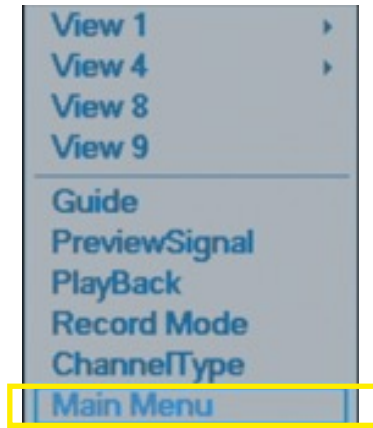 View 1
View 4
View 8
View 9
Guide
PreviewSignal
PlayBack
Record Mode
ChannelType
Main Menu